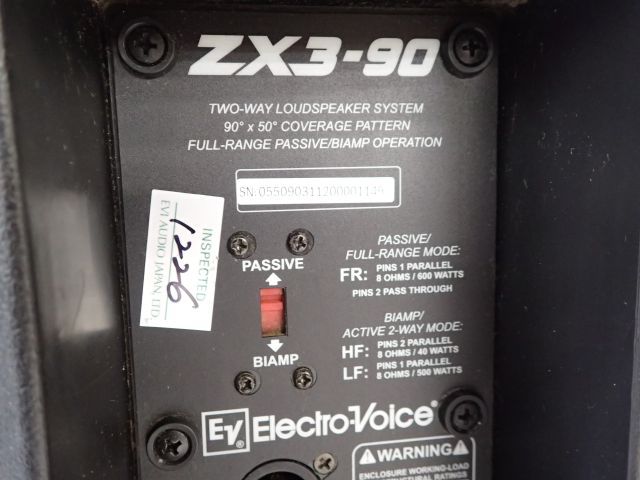 ZX3-90
TWO-WAY LOUDSPEAKER SYSTEM
90° x 50° COVERAGE PATTERN
FULL-RANGE PASSIVE/BIAMP OPERATION
SN:055090311200001149
INSPECTED
1226
EVI AUDIO JAPAN LTD.
PASSIVE
BIAMP
PASSIVE/
FULL-RANGE MODE:
FR: PINS 1 PARALLEL
8 OHMS / 600 WATTS
PINS 2 PASS THROUGH
BIAMP/
ACTIVE 2-WAY MODE:
HF: PINS 2 PARALLEL
8 OHMS / 40 WATTS
LF: PINS 1 PARALLEL
8 OHMS / 500 WATTS
EV® Electro-Voice®
WARNING
ENCLOSURE WORKING-LOAD
RATINGS